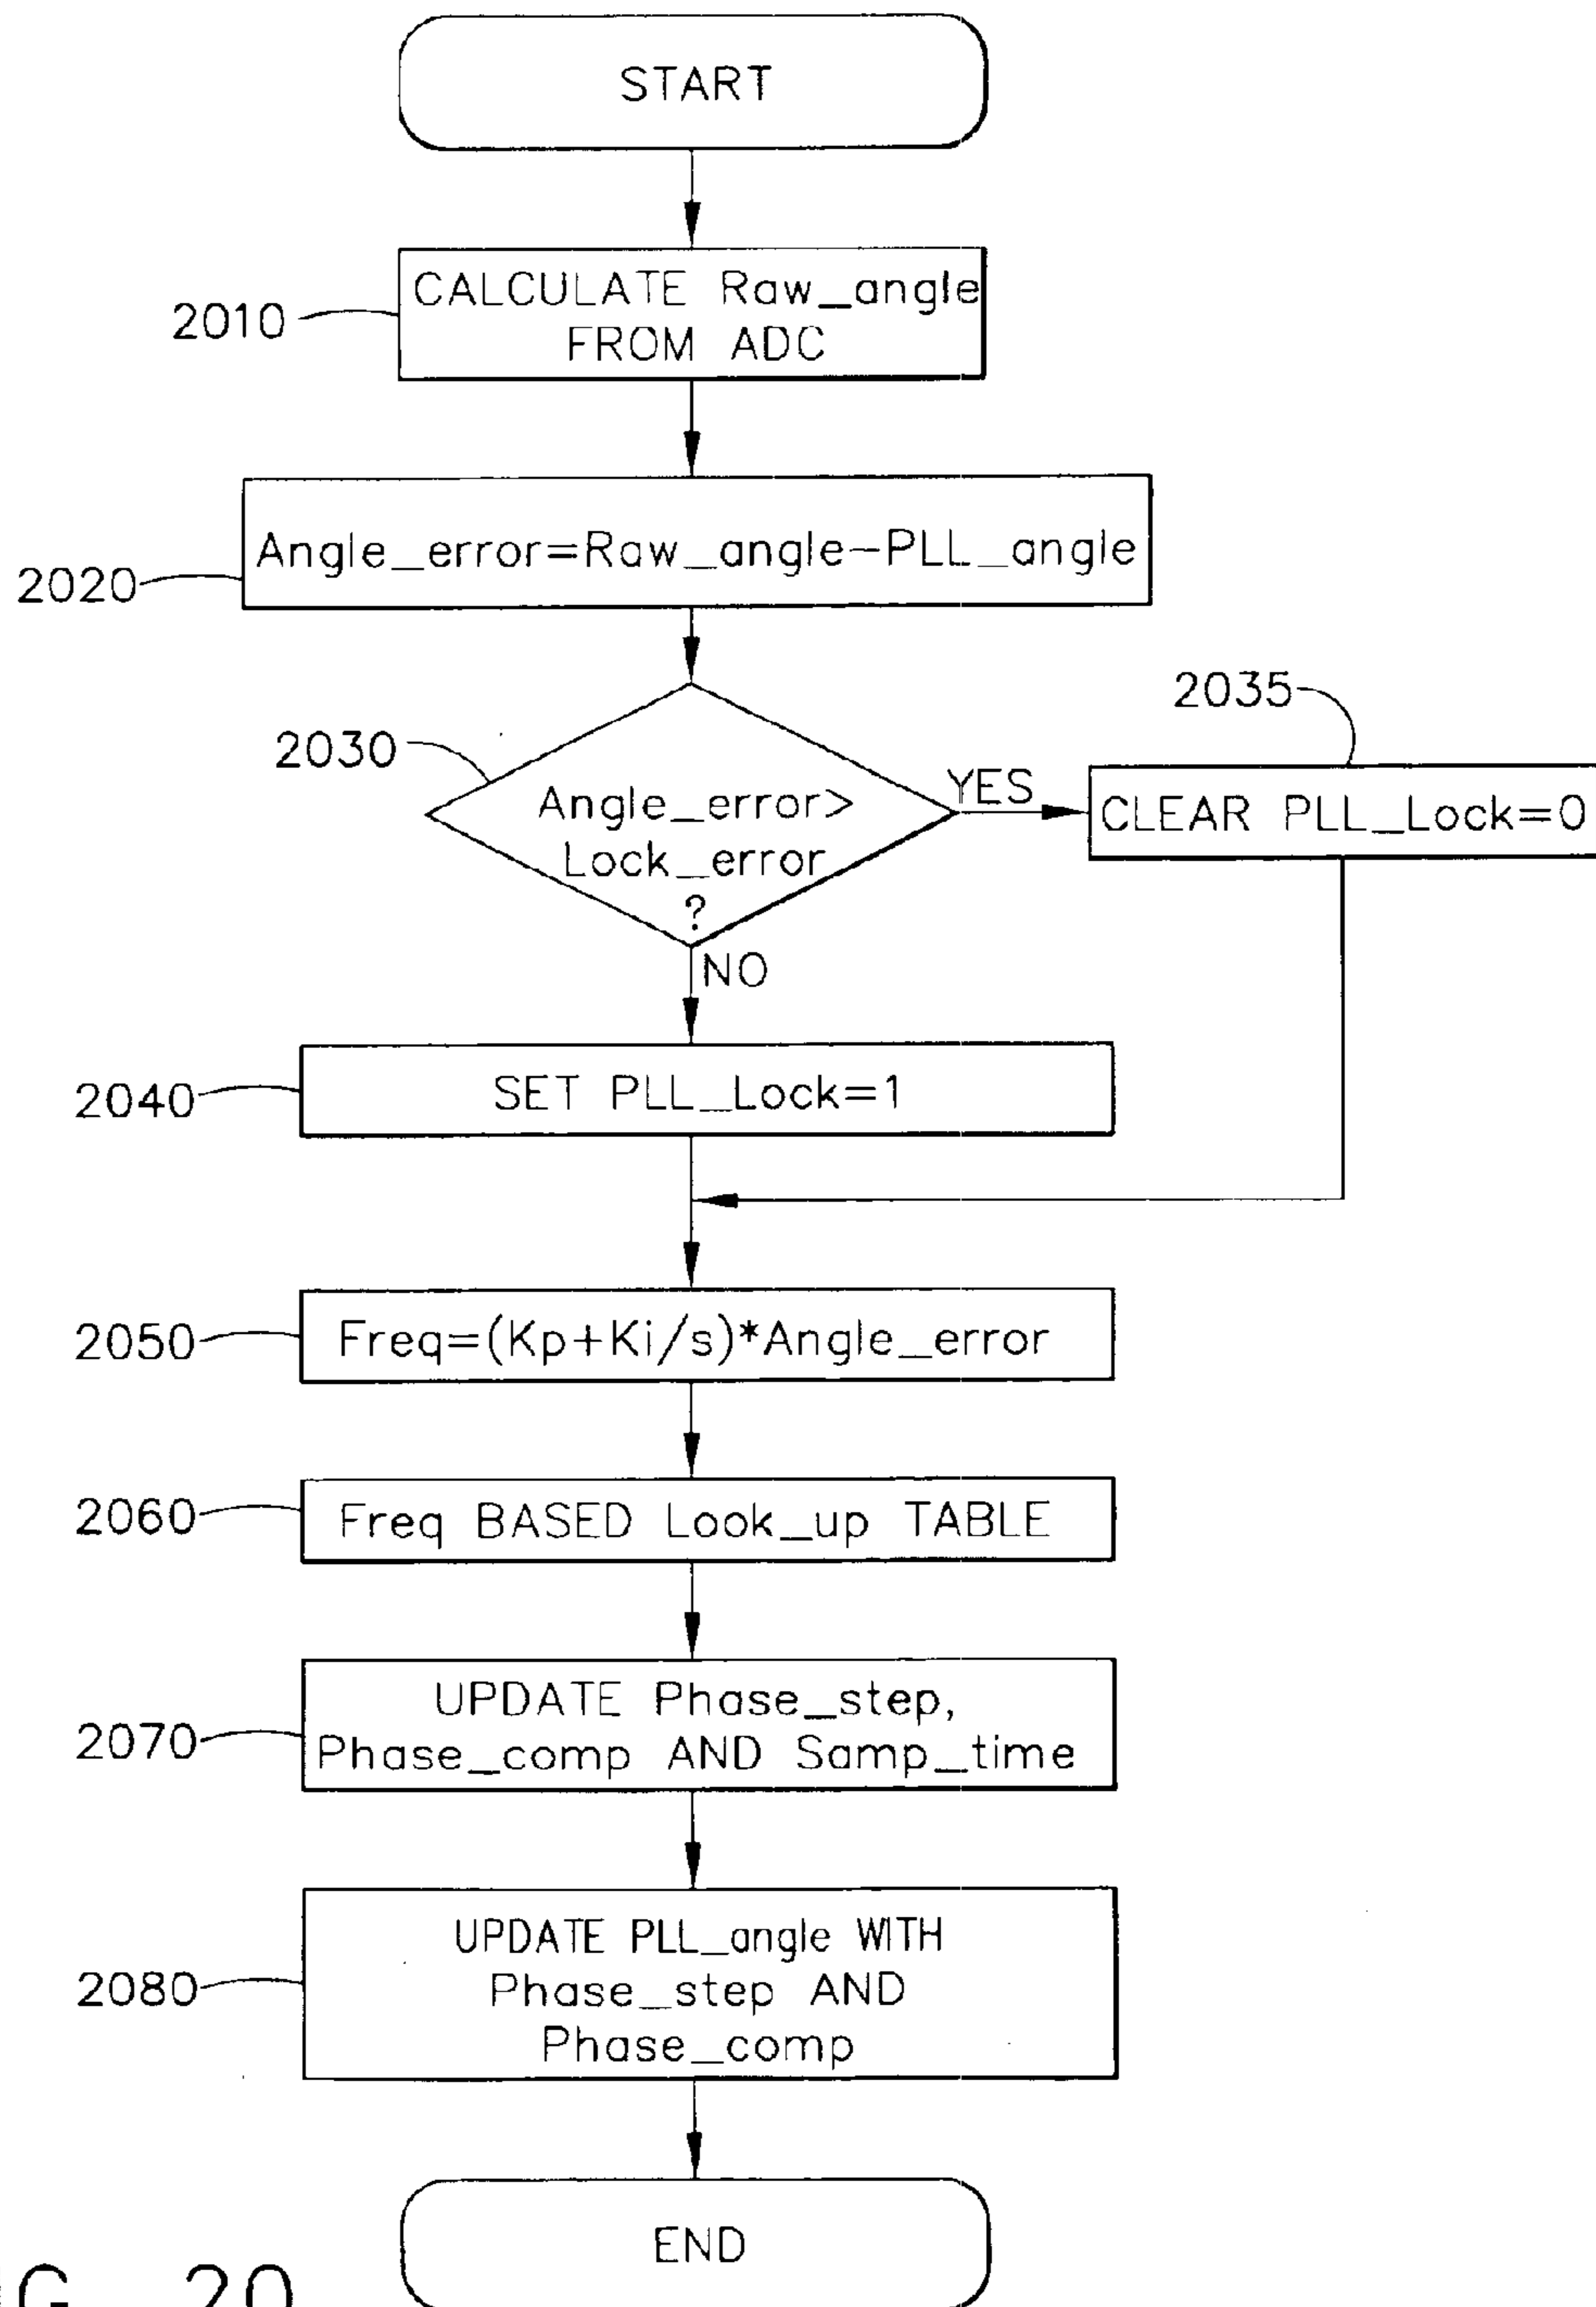 START
2010
CALCULATE Raw_angle
FROM ADC
2020
Angle_error=Raw_angle-PLL_angle
2030
Angle_error>
Lock_error
?
YES
2035
CLEAR PLL_Lock=0
NO
2040
SET PLL_Lock=1
2050
Freq=(Kp+Ki/s)*Angle_error
2060
Freq BASED Look_up TABLE
2070
UPDATE Phase_step,
Phase_comp AND Samp_time
2080
UPDATE PLL_angle WITH
Phase_step AND
Phase_comp
END
20